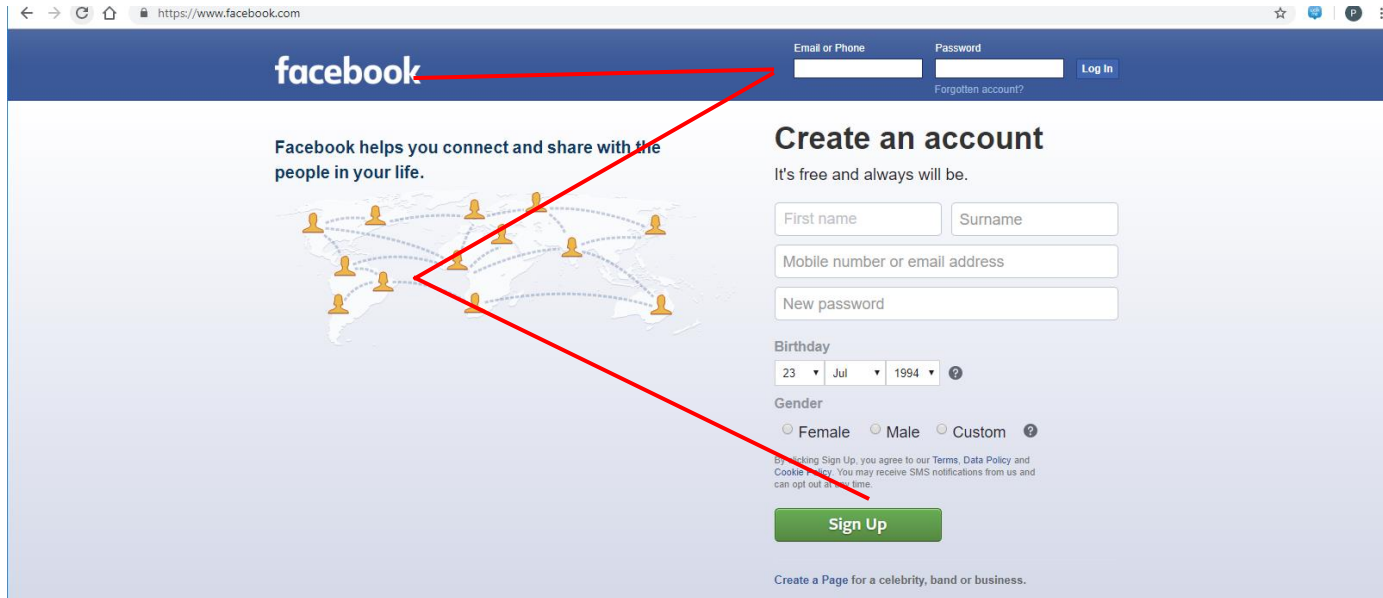 https://www.facebook.com
P
facebook
Email or Phone
Password
Log In
Forgotten account?
Facebook helps you connect and share with the
people in your life.
Create an account
It's free and always will be.
First name
Surname
Mobile number or email address
New password
Birthday
23
Jul
1994
?
Gender
Female
Male
Custom
?
By clicking Sign Up, you agree to our Terms, Data Policy and
Cookie Policy. You may receive SMS notifications from us and
can opt out at any time.
Sign Up
Create a Page for a celebrity, band or business.